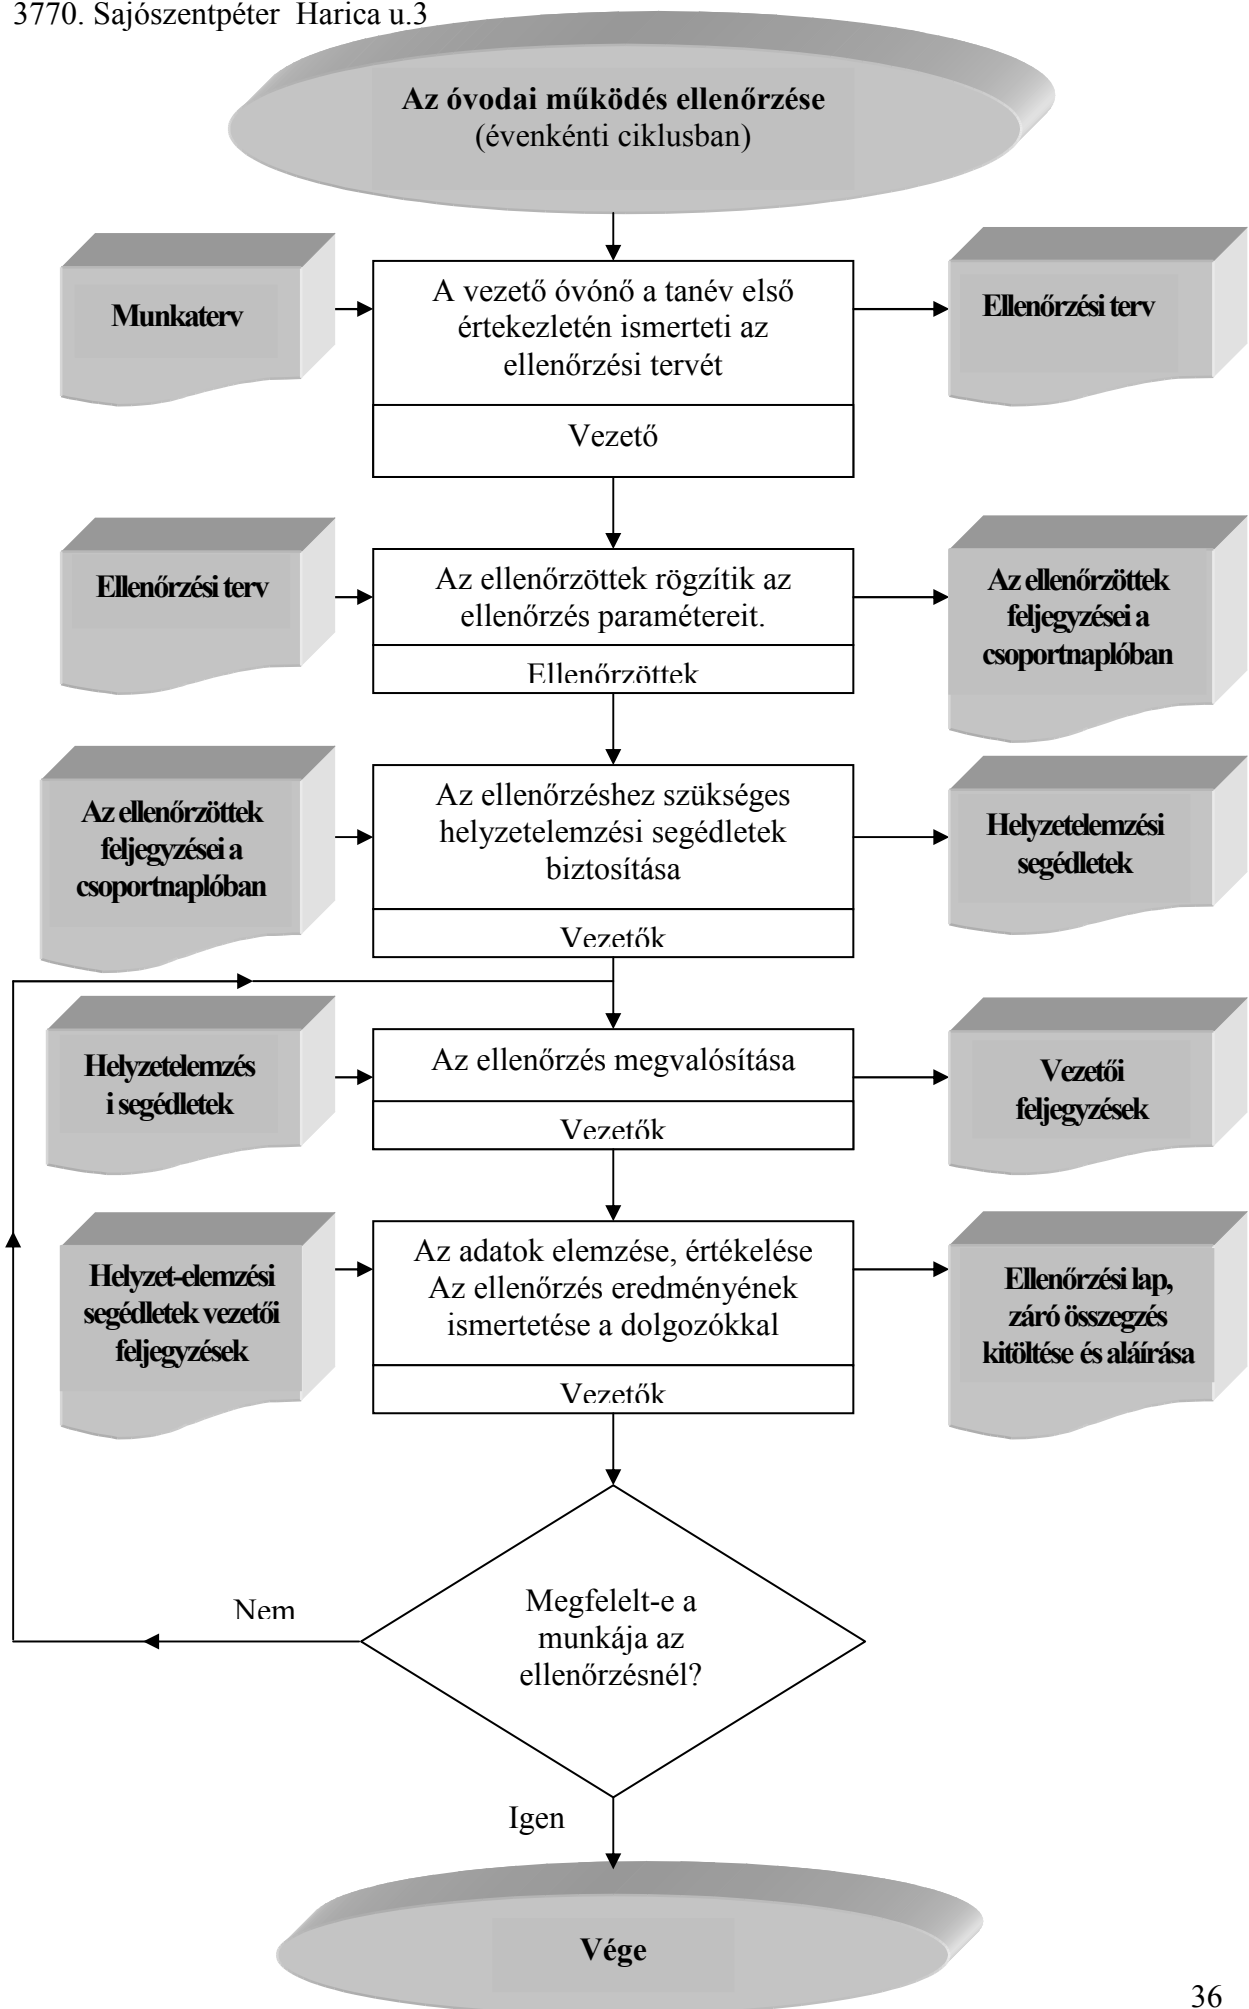 3770. Sajószentpéter Harica u.3
Az óvodai működés ellenőrzése
(évenkénti ciklusban)
Munkaterv
A vezető óvónő a tanév első
értekezletén ismerteti az
ellenőrzési tervét
Vezető
Ellenőrzési terv
Ellenőrzési terv
Az ellenőrzöttek rögzítik az
ellenőrzés paramétereit.
Ellenőrzöttek
Az ellenőrzöttek
feljegyzései a
csoportnaplóban
Az ellenőrzöttek
feljegyzései a
csoportnaplóban
Az ellenőrzéshez szükséges
helyzetelemzési segédletek
biztosítása
Vezetők
Helyzetelemzési
segédletek
Helyzetelemzés
i segédletek
Az ellenőrzés megvalósítása
Vezetők
Vezetői
feljegyzések
Helyzet-elemzési
segédletek vezetői
feljegyzések
Az adatok elemzése, értékelése
Az ellenőrzés eredményének
ismertetése a dolgozókkal
Vezetők
Ellenőrzési lap,
záró összegzés
kitöltése és aláírása
Nem
Megfelelt-e a
munkája az
ellenőrzésnél?
Igen
Vége
36